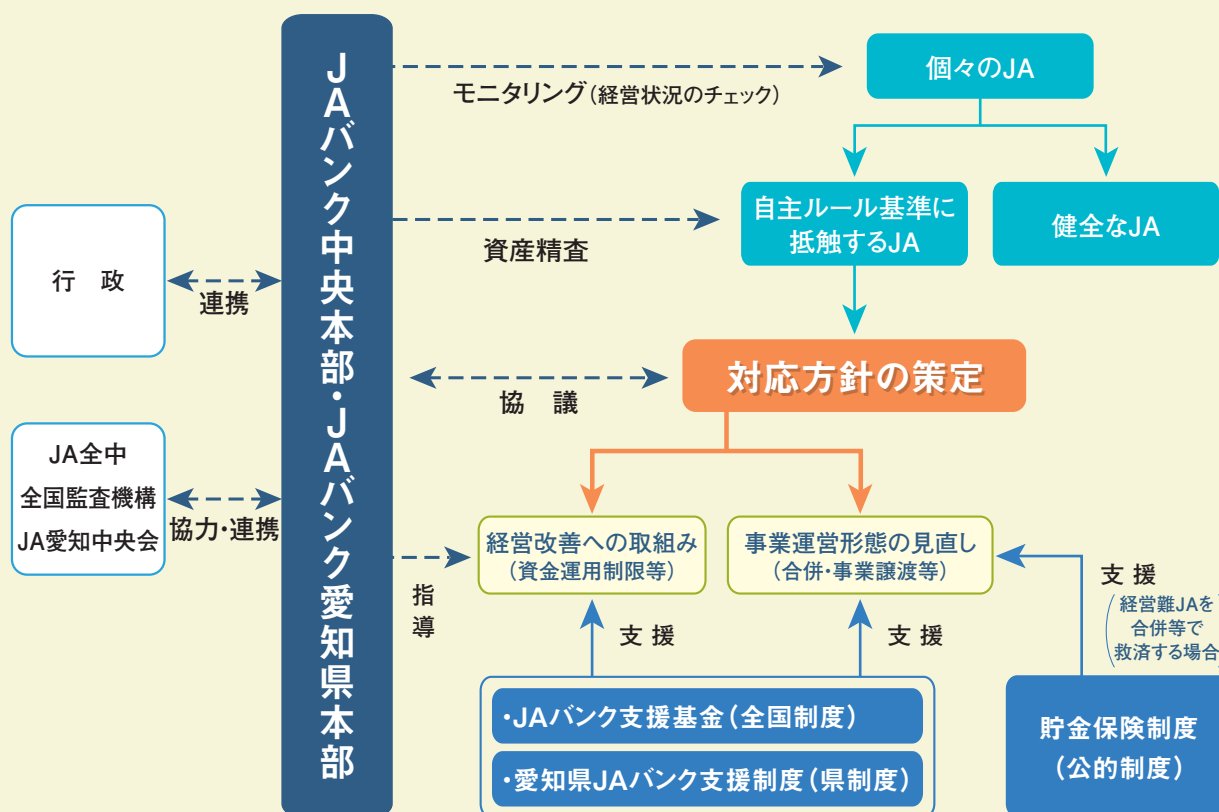 JAバンク中央本部・JAバンク愛知県本部
モニタリング(経営状況のチェック)
個々のJA
資産精査
自主ルール基準に
抵触するJA
健全なJA
行 政
連携
対応方針の策定
協 議
JA全中
全国監査機構
JA愛知中央会
協力・連携
経営改善への取組み
(資金運用制限等)
事業運営形態の見直し
(合併・事業譲渡等)
指導
支 援
支 援
支 援
(経営難JAを
合併等で
救済する場合)
・JAバンク支援基金(全国制度)
・愛知県JAバンク支援制度(県制度)
貯金保険制度
(公的制度)